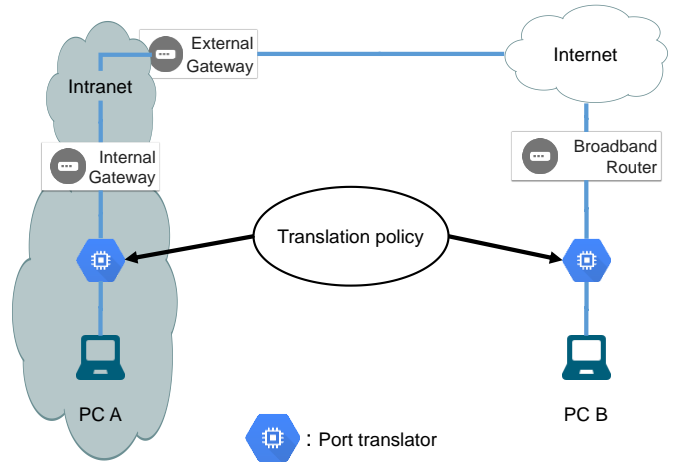 External
Gateway
Internet
Intranet
Internal
Gateway
Broadband
Router
Translation policy
PC A
PC B
: Port translator